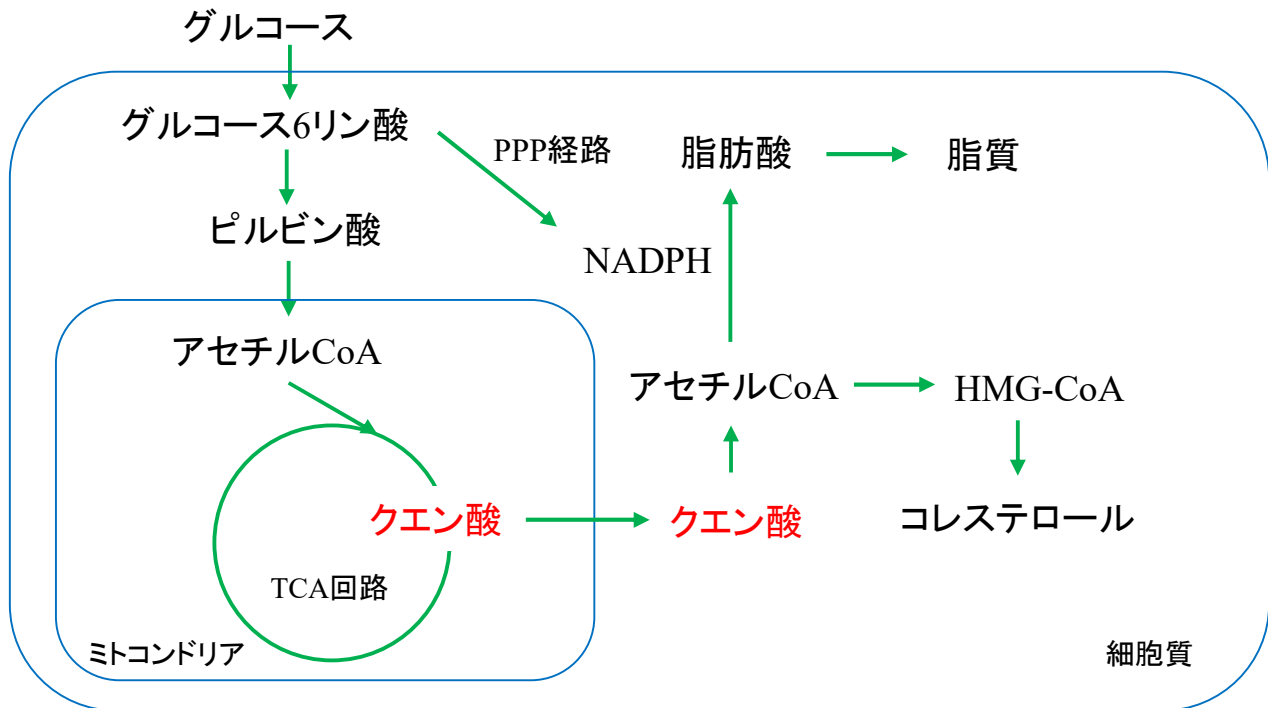 グルコース
グルコース6リン酸
PPP経路
脂肪酸
脂質
ピルビン酸
NADPH
アセチルCoA
アセチルCoA
HMG-CoA
クエン酸
クエン酸
コレステロール
TCA回路
ミトコンドリア
細胞質